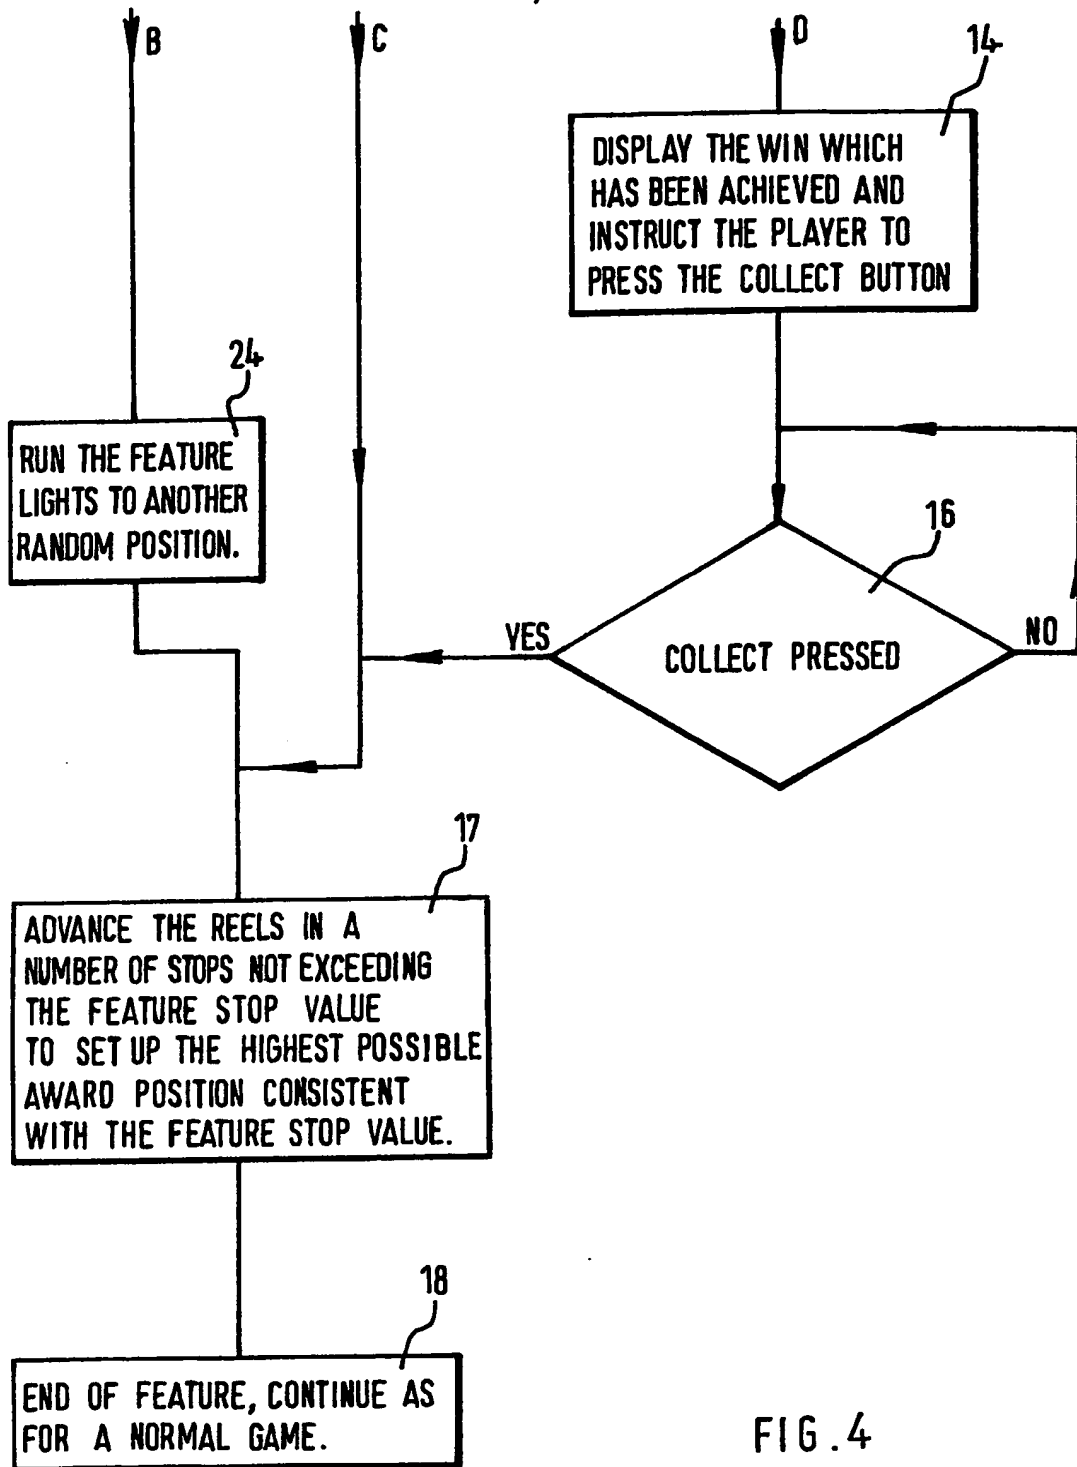 B
C
D
14
DISPLAY THE WIN WHICH
HAS BEEN ACHIEVED AND
INSTRUCT THE PLAYER TO
PRESS THE COLLECT BUTTON
24
RUN THE FEATURE
LIGHTS TO ANOTHER
RANDOM POSITION.
16
YES
COLLECT PRESSED
NO
17
ADVANCE THE REELS IN A
NUMBER OF STOPS NOT EXCEEDING
THE FEATURE STOP VALUE
TO SET UP THE HIGHEST POSSIBLE
AWARD POSITION CONSISTENT
WITH THE FEATURE STOP VALUE.
18
END OF FEATURE, CONTINUE AS
FOR A NORMAL GAME.
FIG.4